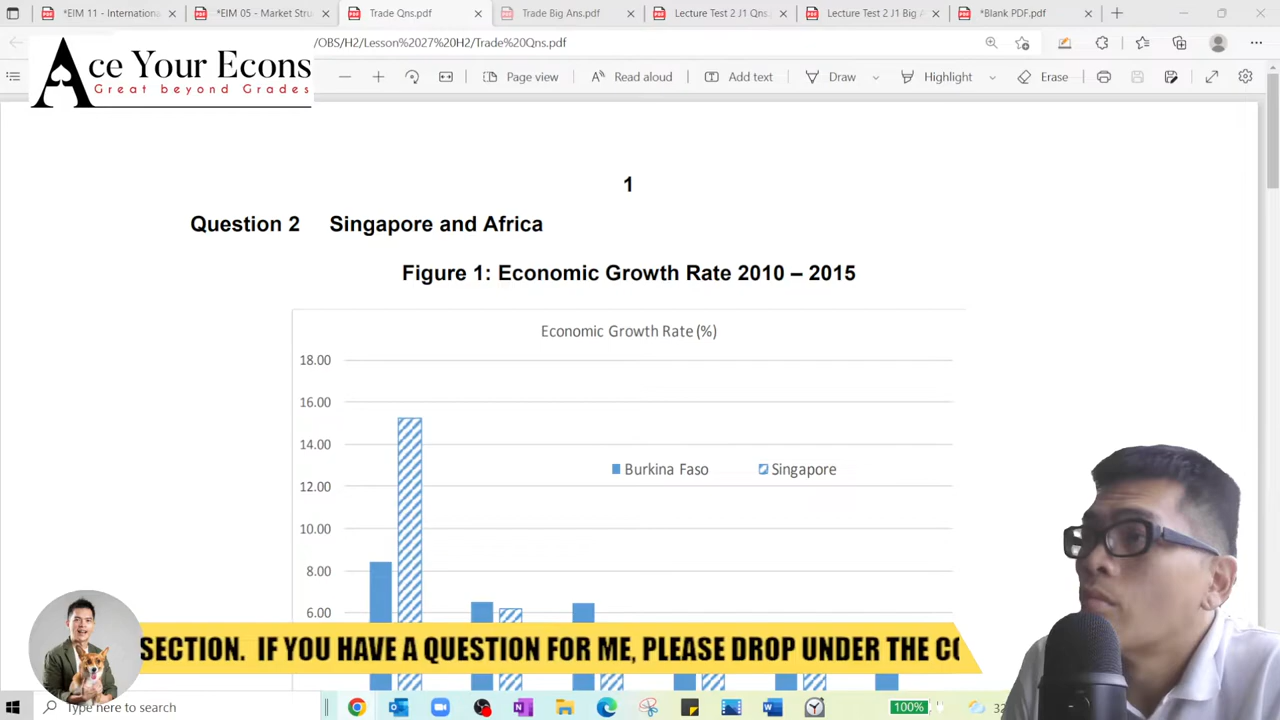 *EIM 11 - Internationa
*EIM 05 - Market Stru
Trade Qns.pdf
Trade Big Ans.pdf
Lecture Test 2 J1 Qns
Lecture Test 2 J1 Big A
*Blank PDF.pdf
/OBS/H2/Lesson%2027%20H2/Trade%20Qns.pdf
Ace Your Econs
Great beyond Grades
Page view
Read aloud
Add text
Draw
Highlight
Erase
1
Question 2 Singapore and Africa
Figure 1: Economic Growth Rate 2010 – 2015
Economic Growth Rate (%)
18.00
16.00
14.00
Burkina Faso
Singapore
12.00
10.00
8.00
6.00
SECTION. IF YOU HAVE A QUESTION FOR ME, PLEASE DROP UNDER THE
Type here to search
100%